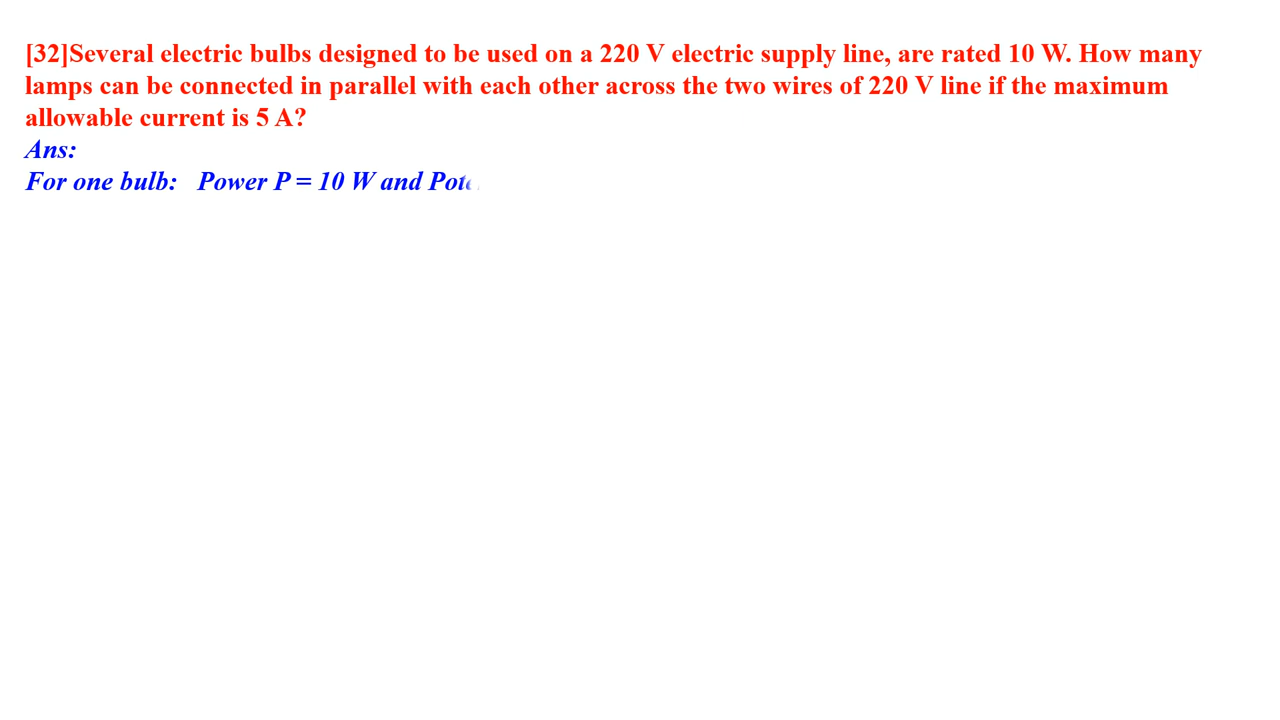 [32]Several electric bulbs designed to be used on a 220 V electric supply line, are rated 10 W. How many
lamps can be connected in parallel with each other across the two wires of 220 V line if the maximum
allowable current is 5 A?
Ans:
For one bulb: Power P = 10 W and